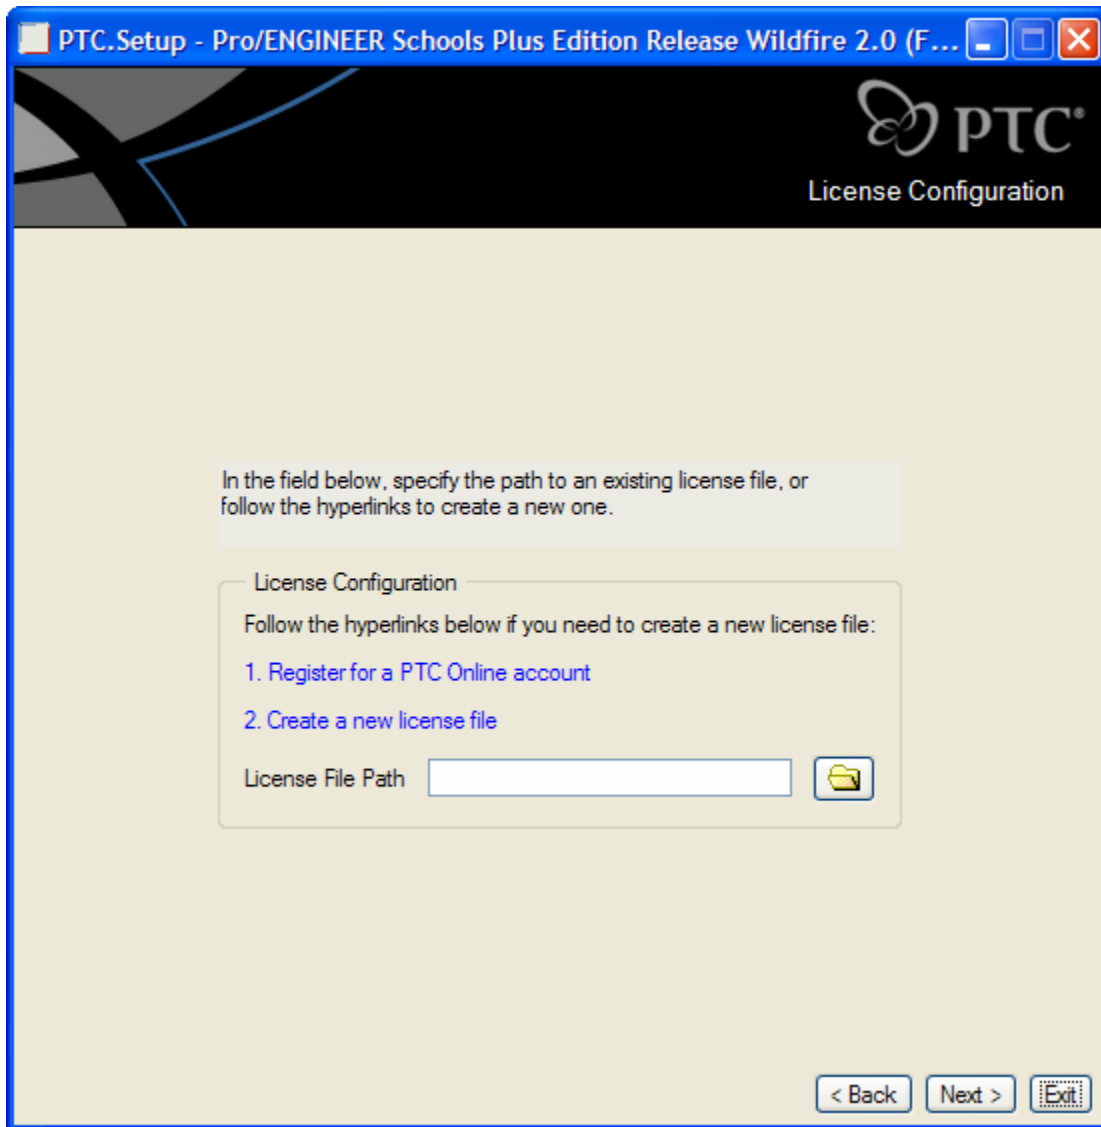 PTC.Setup - Pro/ENGINEER Schools Plus Edition Release Wildfire 2.0 (F...
PTC®
License Configuration
In the field below, specify the path to an existing license file, or
follow the hyperlinks to create a new one.
License Configuration
Follow the hyperlinks below if you need to create a new license file:
1. Register for a PTC Online account
2. Create a new license file
License File Path
< Back Next > Exit